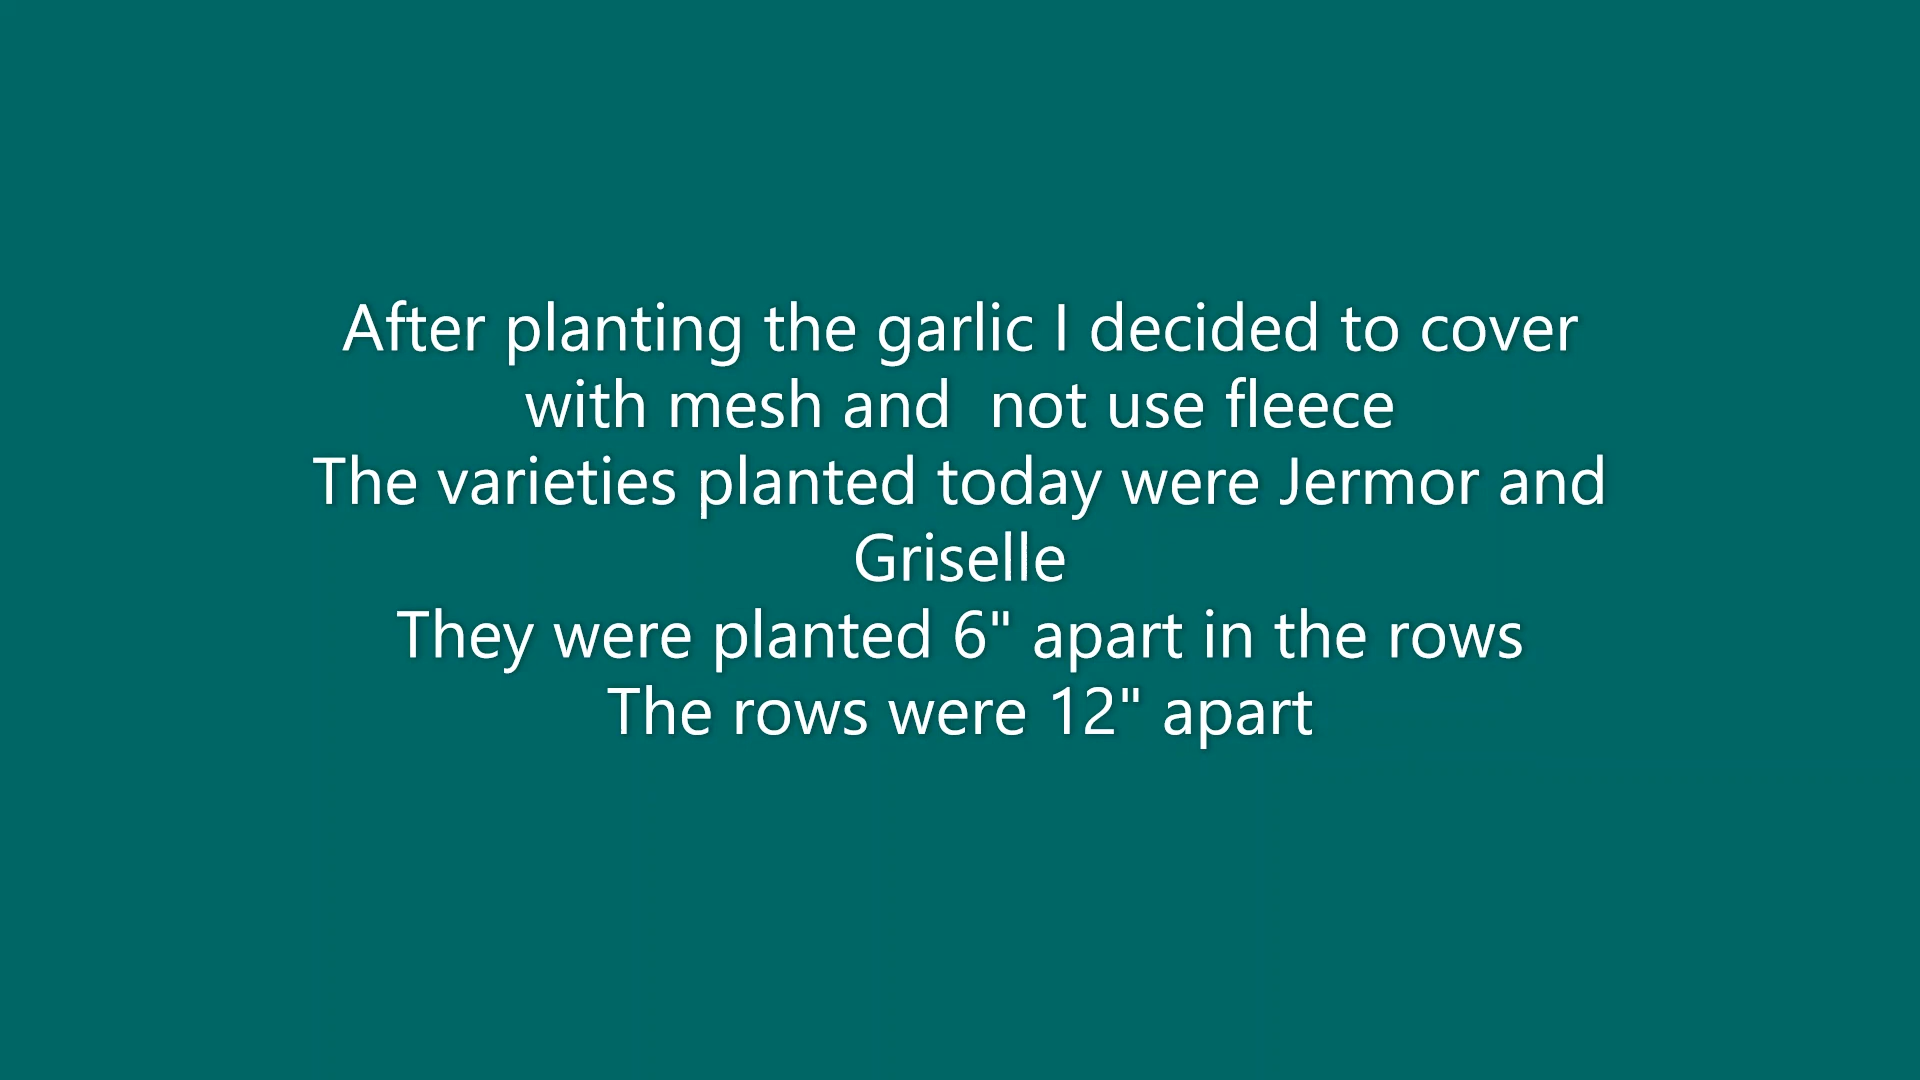 After planting the garlic I decided to cover
with mesh and  not use fleece
The varieties planted today were Jermor and
Griselle
They were planted 6" apart in the rows
The rows were 12" apart